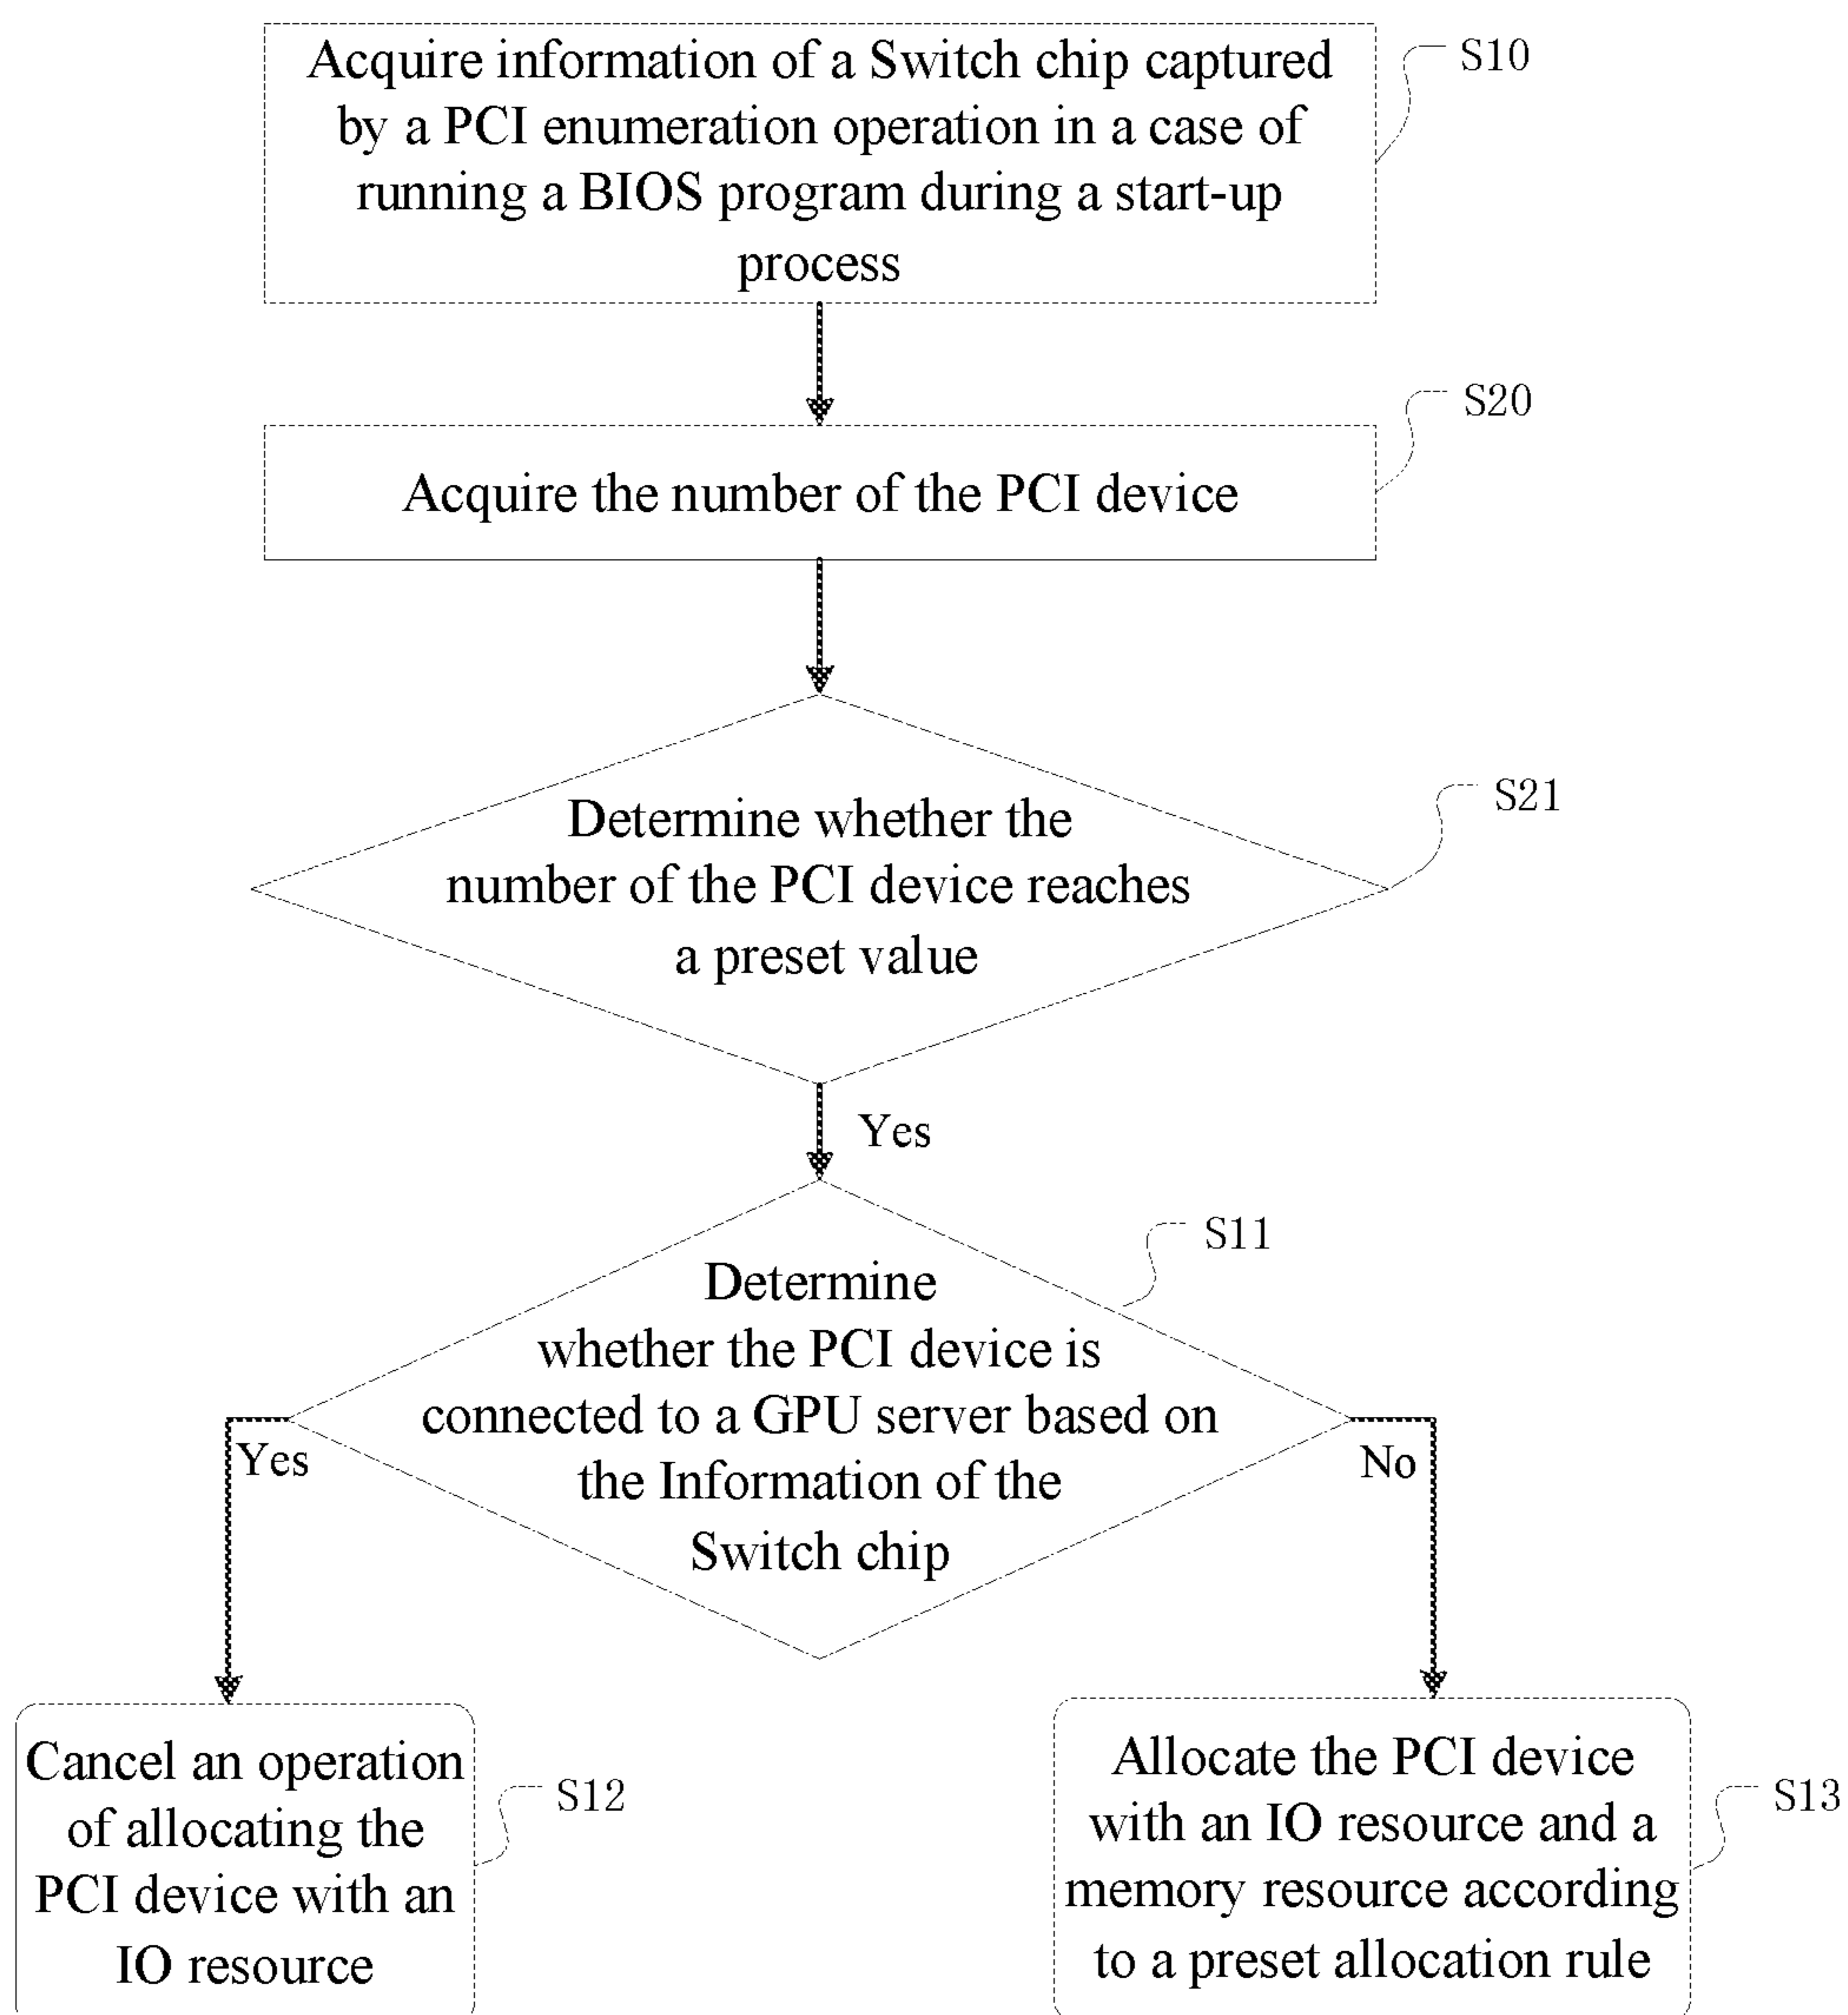 Acquire information of a Switch chip captured
by a PCI enumeration operation in a case of
running a BIOS program during a start-up
process
S10
Acquire the number of the PCI device
S20
Determine whether the
number of the PCI device reaches
a preset value
S21
Yes
Determine
whether the PCI device is
connected to a GPU server based on
the Information of the
Switch chip
S11
Yes
No
Cancel an operation
of allocating the
PCI device with an
IO resource
S12
Allocate the PCI device
with an IO resource and a
memory resource according
to a preset allocation rule
S13